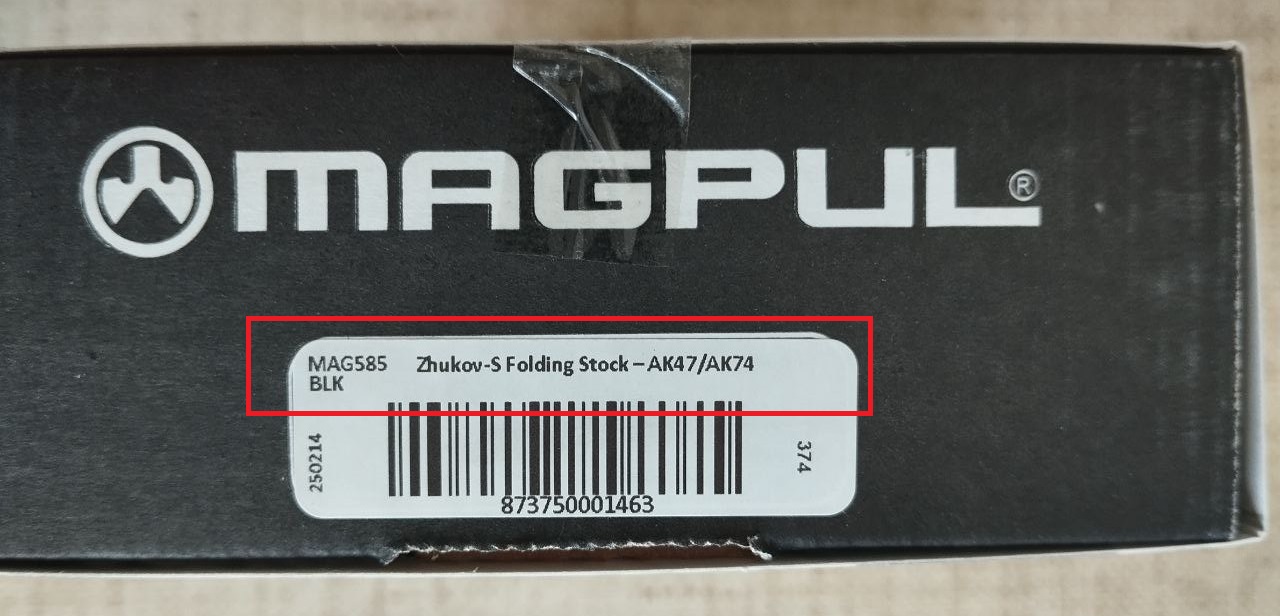 MAGPUL®
MAG585 Zhukov-S Folding Stock – AK47/AK74
BLK
250214
374
873750001463